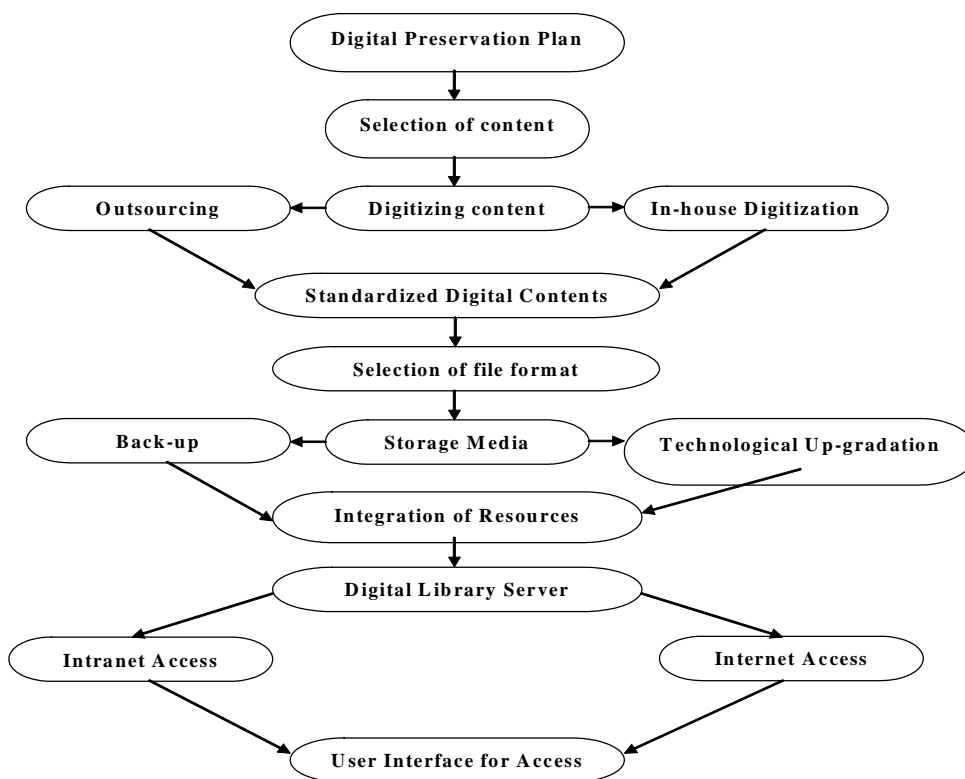 Digital Preservation Plan
Selection of content
Outsourcing
Digitizing content
In-house Digitization
Standardized Digital Contents
Selection of file format
Back-up
Storage Media
Technological Up-gradation
Integration of Resources
Digital Library Server
Intranet Access
Internet Access
User Interface for Access